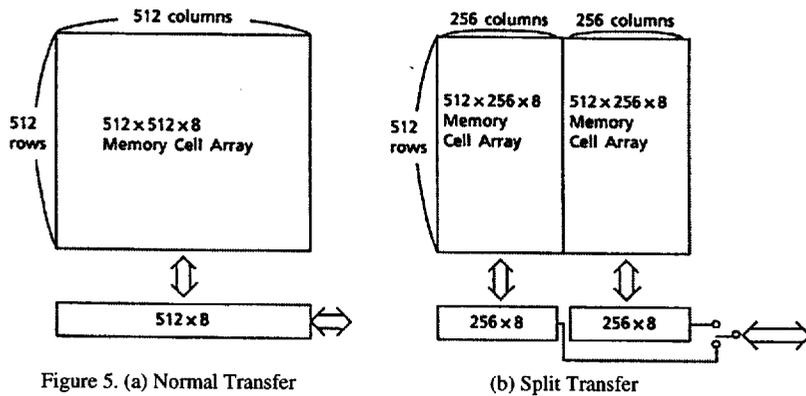 512 columns
512
rows
512×512×8
Memory Cell Array
512×8
Figure 5. (a) Normal Transfer
256 columns
256 columns
512
rows
512×256×8
Memory
Cell Array
512×256×8
Memory
Cell Array
256×8
256×8
(b) Split Transfer